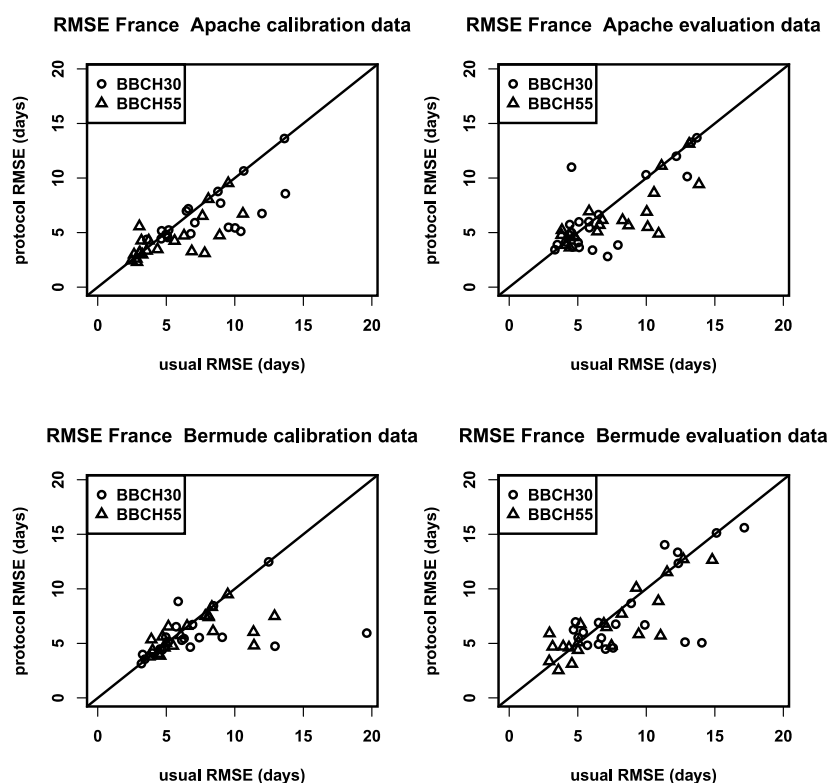 RMSE France Apache calibration data
BBCH30
BBCH55
protocol RMSE (days)
20
15
10
5
0
0 5 10 15 20
usual RMSE (days)
RMSE France Apache evaluation data
BBCH30
BBCH55
protocol RMSE (days)
20
15
10
5
0
0 5 10 15 20
usual RMSE (days)
RMSE France Bermude calibration data
BBCH30
BBCH55
protocol RMSE (days)
20
15
10
5
0
0 5 10 15 20
usual RMSE (days)
RMSE France Bermude evaluation data
BBCH30
BBCH55
protocol RMSE (days)
20
15
10
5
0
0 5 10 15 20
usual RMSE (days)